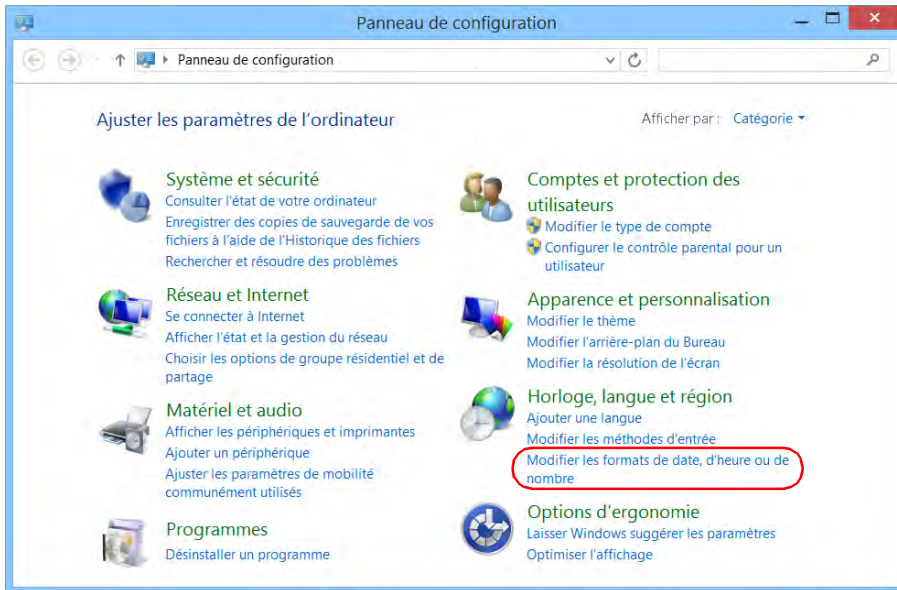 Panneau de configuration
Panneau de configuration
Ajuster les paramètres de l'ordinateur
Afficher par : Catégorie
Système et sécurité
Consulter l'état de votre ordinateur
Enregistrer des copies de sauvegarde de vos
fichiers à l'aide de l'Historique des fichiers
Rechercher et résoudre des problèmes
Réseau et Internet
Se connecter à Internet
Afficher l'état et la gestion du réseau
Choisir les options de groupe résidentiel et de
partage
Matériel et audio
Afficher les périphériques et imprimantes
Ajouter un périphérique
Ajuster les paramètres de mobilité
communément utilisés
Programmes
Désinstaller un programme
Comptes et protection des
utilisateurs
Modifier le type de compte
Configurer le contrôle parental pour un
utilisateur
Apparence et personnalisation
Modifier le thème
Modifier l'arrière-plan du Bureau
Modifier la résolution de l'écran
Horloge, langue et région
Ajouter une langue
Modifier les méthodes d'entrée
Modifier les formats de date, d'heure ou de
nombre
Options d'ergonomie
Laisser Windows suggérer les paramètres
Optimiser l'affichage